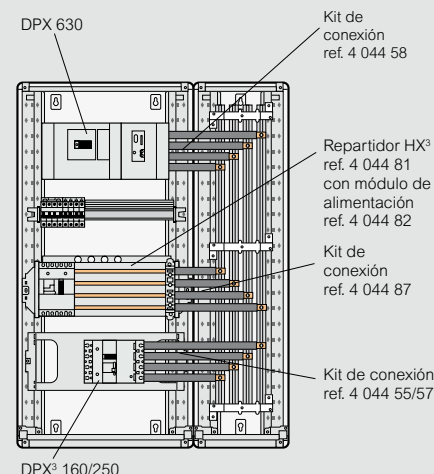 DPX 630
Kit de
conexión
ref. 4 044 58
Repartidor HX³
ref. 4 044 81
con módulo de
alimentación
ref. 4 044 82
Kit de
conexión
ref. 4 044 87
Kit de conexión
ref. 4 044 55/57
DPX³ 160/250